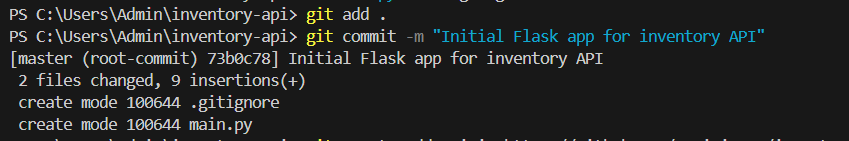 PS C:\Users\Admin\inventory-api> git add .
PS C:\Users\Admin\inventory-api> git commit -m "Initial Flask app for inventory API"
[master (root-commit) 73b0c78] Initial Flask app for inventory API
 2 files changed, 9 insertions(+)
 create mode 100644 .gitignore
 create mode 100644 main.py